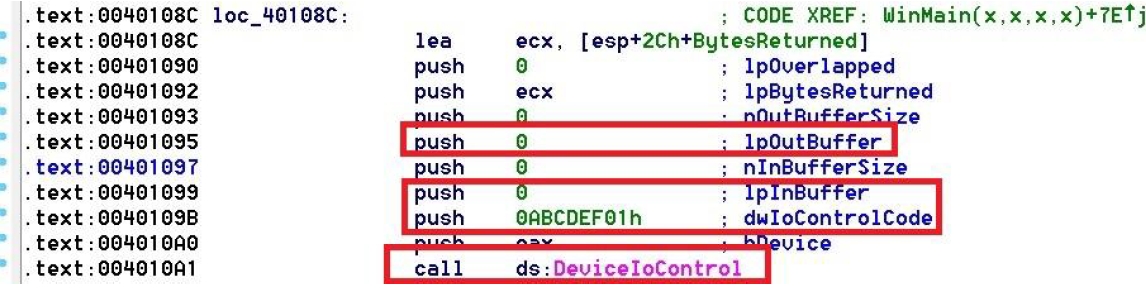 .text:0040108C loc_40108C: ; CODE XREF: WinMain(x,x,x,x)+7E↑j
.text:0040108C lea ecx, [esp+2Ch+BytesReturned]
.text:00401090 push 0 ; lpOverlapped
.text:00401092 push ecx ; lpBytesReturned
.text:00401093 push 0 ; nOutBufferSize
.text:00401095 push 0 ; lpOutBuffer
.text:00401097 push 0 ; nInBufferSize
.text:00401099 push 0 ; lpInBuffer
.text:0040109B push 0ABCDEF01h ; dwIoControlCode
.text:004010A0 push eax ; hDevice
.text:004010A1 call ds:DeviceIoControl